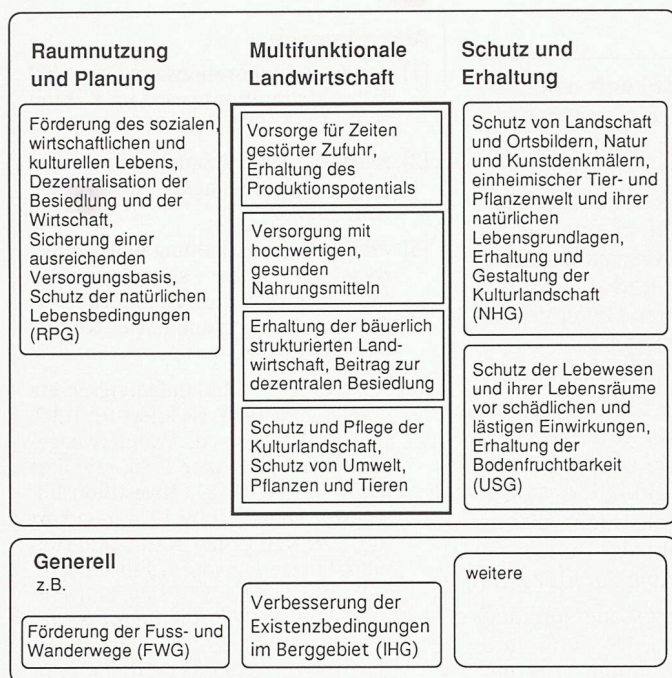 Raumnutzung
und Planung
Förderung des sozialen,
wirtschaftlichen und
kulturellen Lebens,
Dezentralisation der
Besiedlung und der
Wirtschaft,
Sicherung einer
ausreichenden
Versorgungsbasis,
Schutz der natürlichen
Lebensbedingungen
(RPG)
Multifunktionale
Landwirtschaft
Vorsorge für Zeiten
gestörter Zufuhr,
Erhaltung des
Produktionspotentials
Versorgung mit
hochwertigen,
gesunden
Nahrungsmitteln
Erhaltung der bäuerlich
strukturierten Land-
wirtschaft, Beitrag zur
dezentralen Besiedlung
Schutz und Pflege der
Kulturlandschaft,
Schutz von Umwelt,
Pflanzen und Tieren
Schutz und
Erhaltung
Schutz von Landschaft
und Ortsbildern, Natur
und Kunstdenkmälern,
einheimischer Tier- und
Pflanzenwelt und ihrer
natürlichen
Lebensgrundlagen,
Erhaltung und
Gestaltung der
Kulturlandschaft
(NHG)
Schutz der Lebewesen
und ihrer Lebensräume
vor schädlichen und
lästigen Einwirkungen,
Erhaltung der
Bodenfruchtbarkeit
(USG)
Generell
z.B.
Förderung der Fuss- und
Wanderwege (FWG)
Verbesserung der
Existenzbedingungen
im Berggebiet (IHG)
weitere